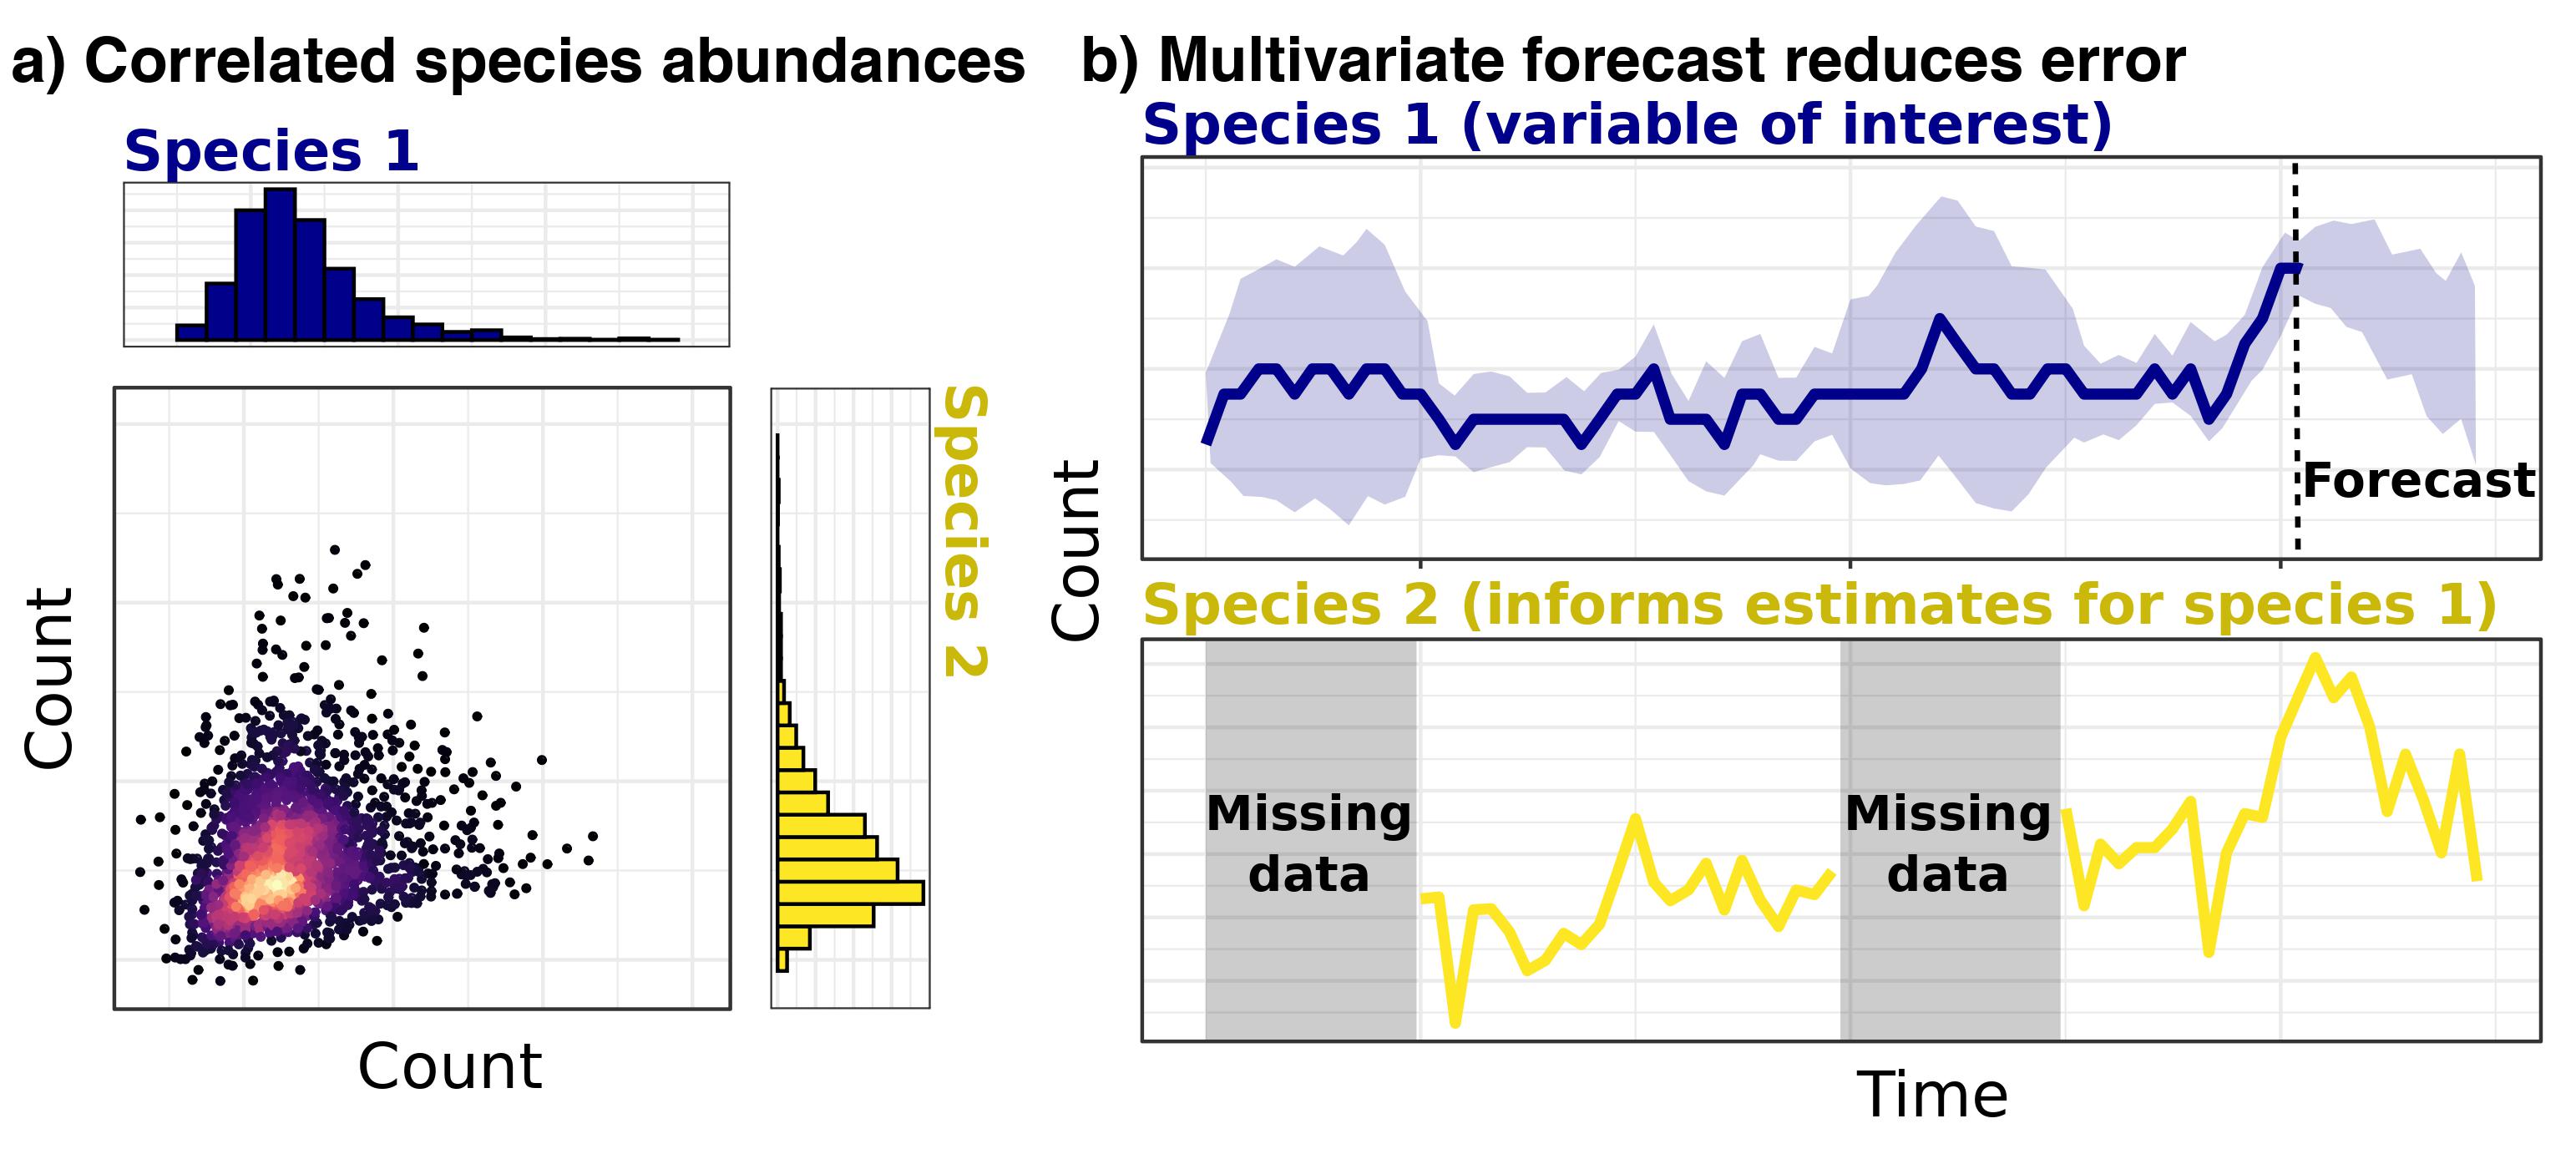 a) Correlated species abundances
Species 1
Species 2
Count
Count
b) Multivariate forecast reduces error
Species 1 (variable of interest)
Forecast
Count
Species 2 (informs estimates for species 1)
Missing
data
Missing
data
Time